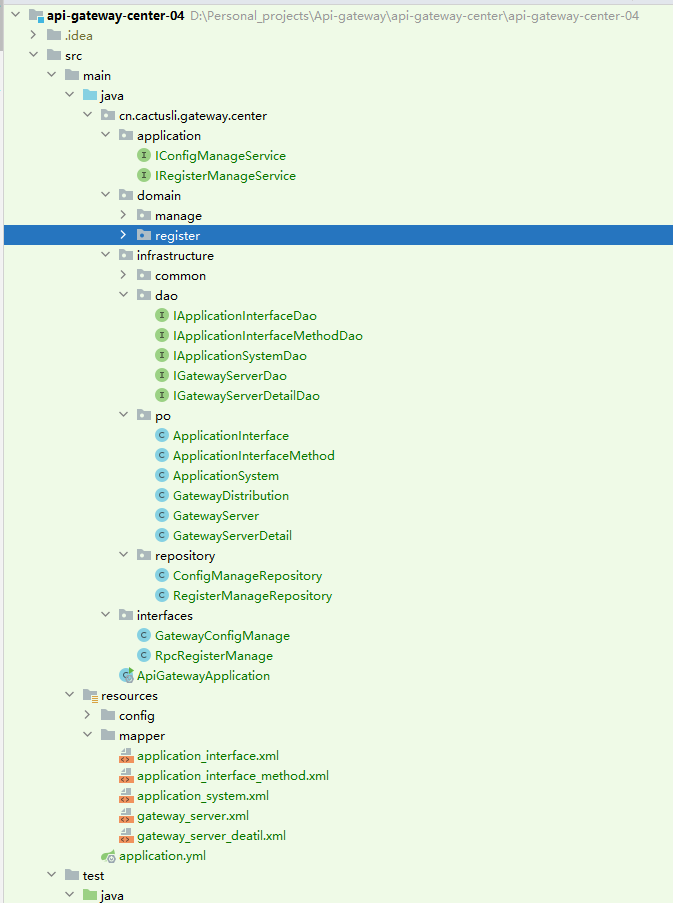 api-gateway-center-04 D:\Personal_projects\Api-gateway\api-gateway-center\api-gateway-center-04
.idea
src
main
java
cn.cactusli.gateway.center
application
I IConfigManageService
I IRegisterManageService
domain
manage
register
infrastructure
common
dao
I IApplicationInterfaceDao
I IApplicationInterfaceMethodDao
I IApplicationSystemDao
I IGatewayServerDao
I IGatewayServerDetailDao
po
C ApplicationInterface
C ApplicationInterfaceMethod
C ApplicationSystem
C GatewayDistribution
C GatewayServer
C GatewayServerDetail
repository
C ConfigManageRepository
C RegisterManageRepository
interfaces
C GatewayConfigManage
C RpcRegisterManage
C ApiGatewayApplication
resources
config
mapper
application_interface.xml
application_interface_method.xml
application_system.xml
gateway_server.xml
gateway_server_deatil.xml
application.yml
test
java